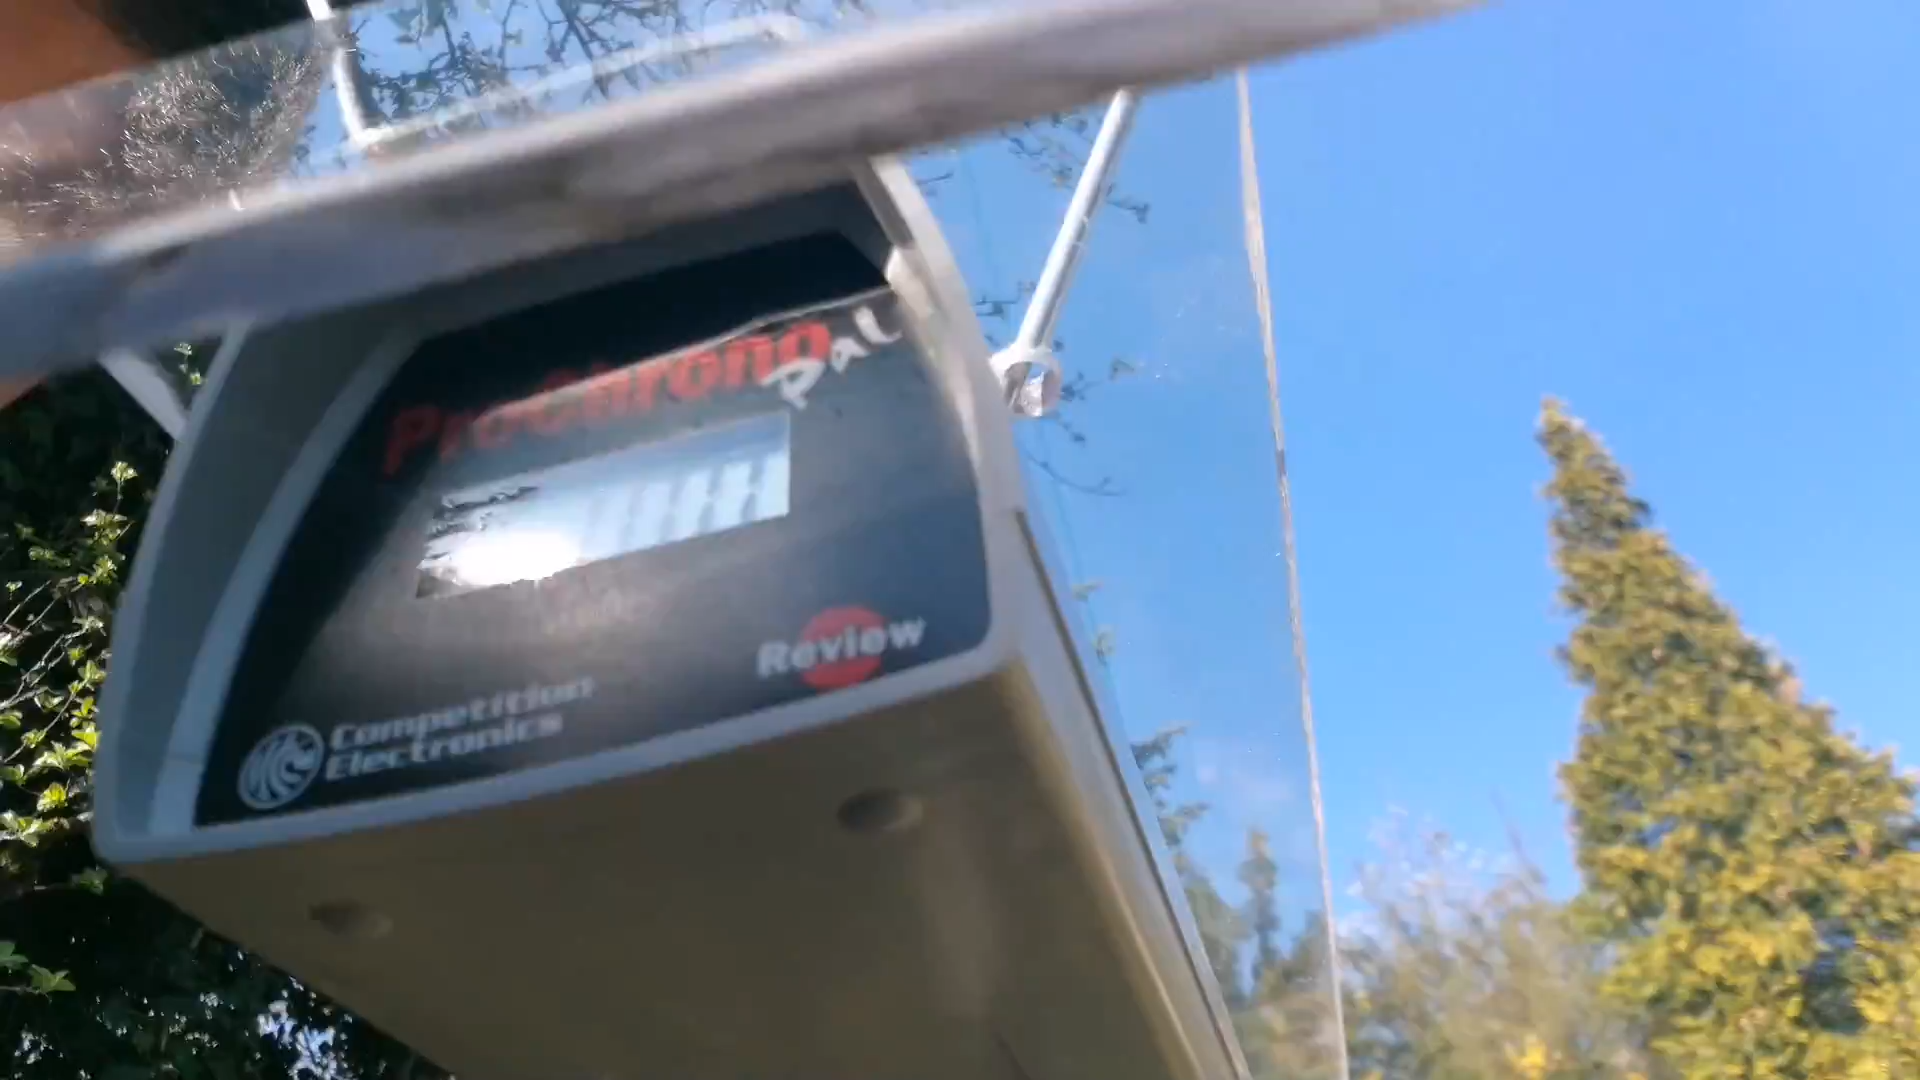 ProChrono
Pal
Review
Competition
Electronics